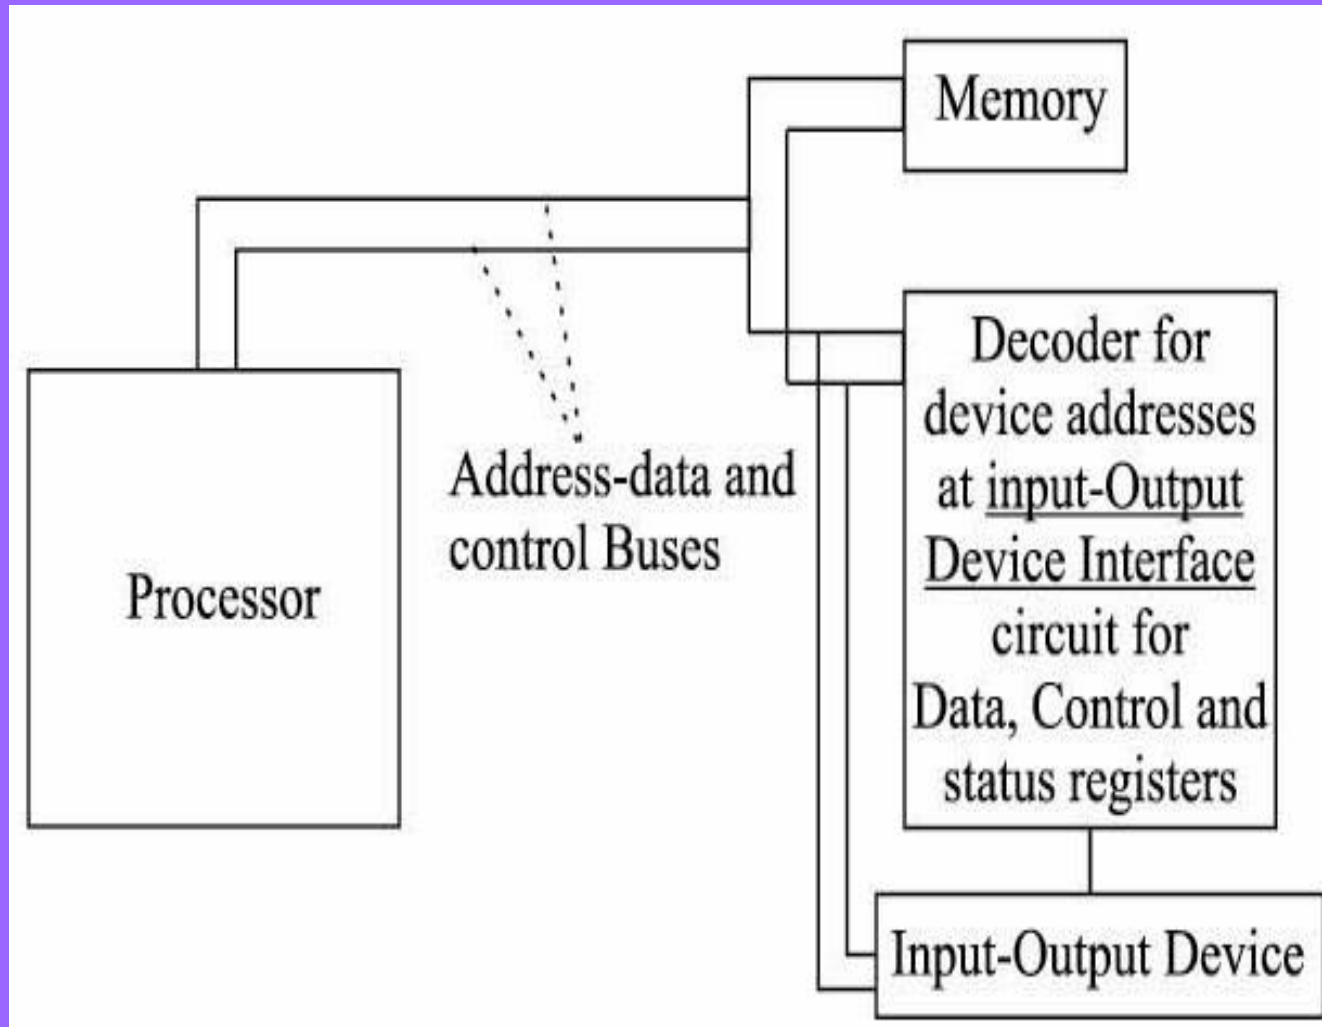 Memory
Decoder for
device addresses
at input-Output
Device Interface
circuit for
Data, Control and
status registers
Address-data and
control Buses
Processor
Input-Output Device